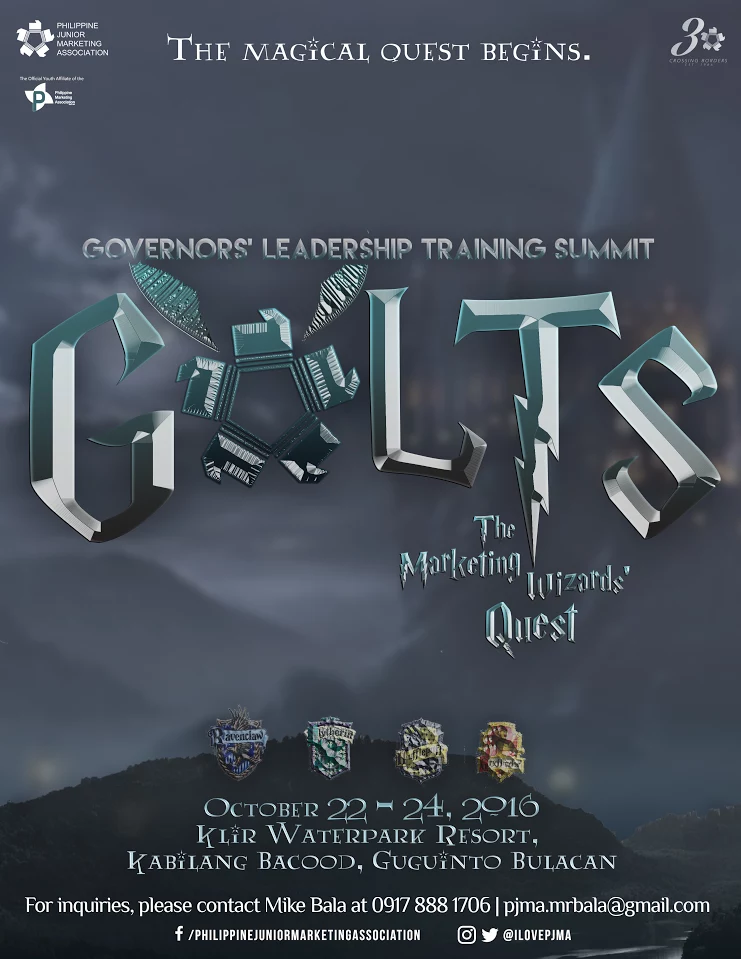 PHILIPPINE
JUNIOR
MARKETING
ASSOCIATION
The Official Youth Affiliate of the
Philippine
Marketing
Association
THE MAGICAL QUEST BEGINS.
30
CROSSING BORDERS
GOVERNORS' LEADERSHIP TRAINING SUMMIT
GOLTS
The
Marketing Wizards'
Quest
Ravenclaw
OCTOBER 22 - 24, 2016
KLIR WATERPARK RESORT,
KABILANG BACOOD, GUGUINTO BULACAN
For inquiries, please contact Mike Bala at 0917 888 1706 | pjma.mrbala@gmail.com
/PHILIPPINEJUNIORMARKETINGASSOCIATION @ILOVEPJMA